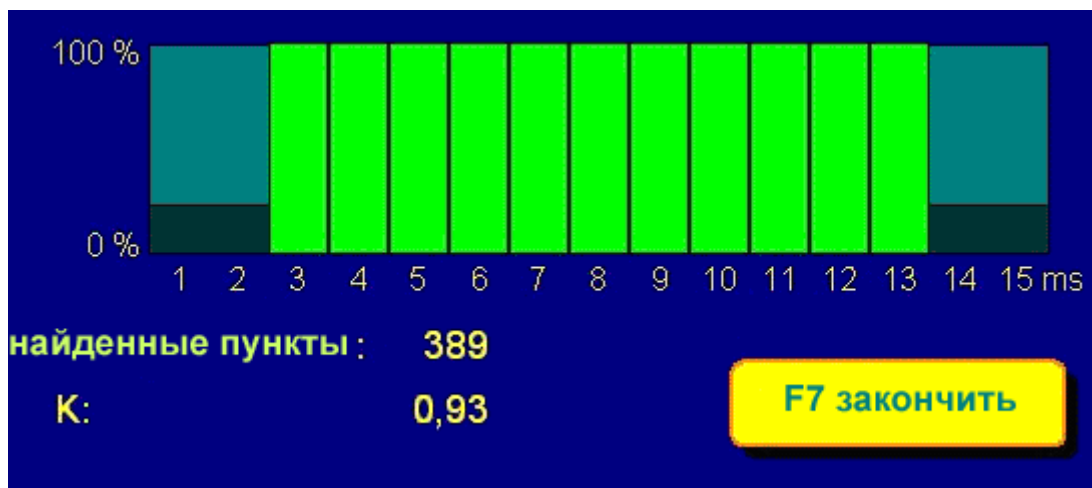 100 %
0 %
1 2 3 4 5 6 7 8 9 10 11 12 13 14 15 ms
найденные пункты : 389
K: 0,93
F7 закончить